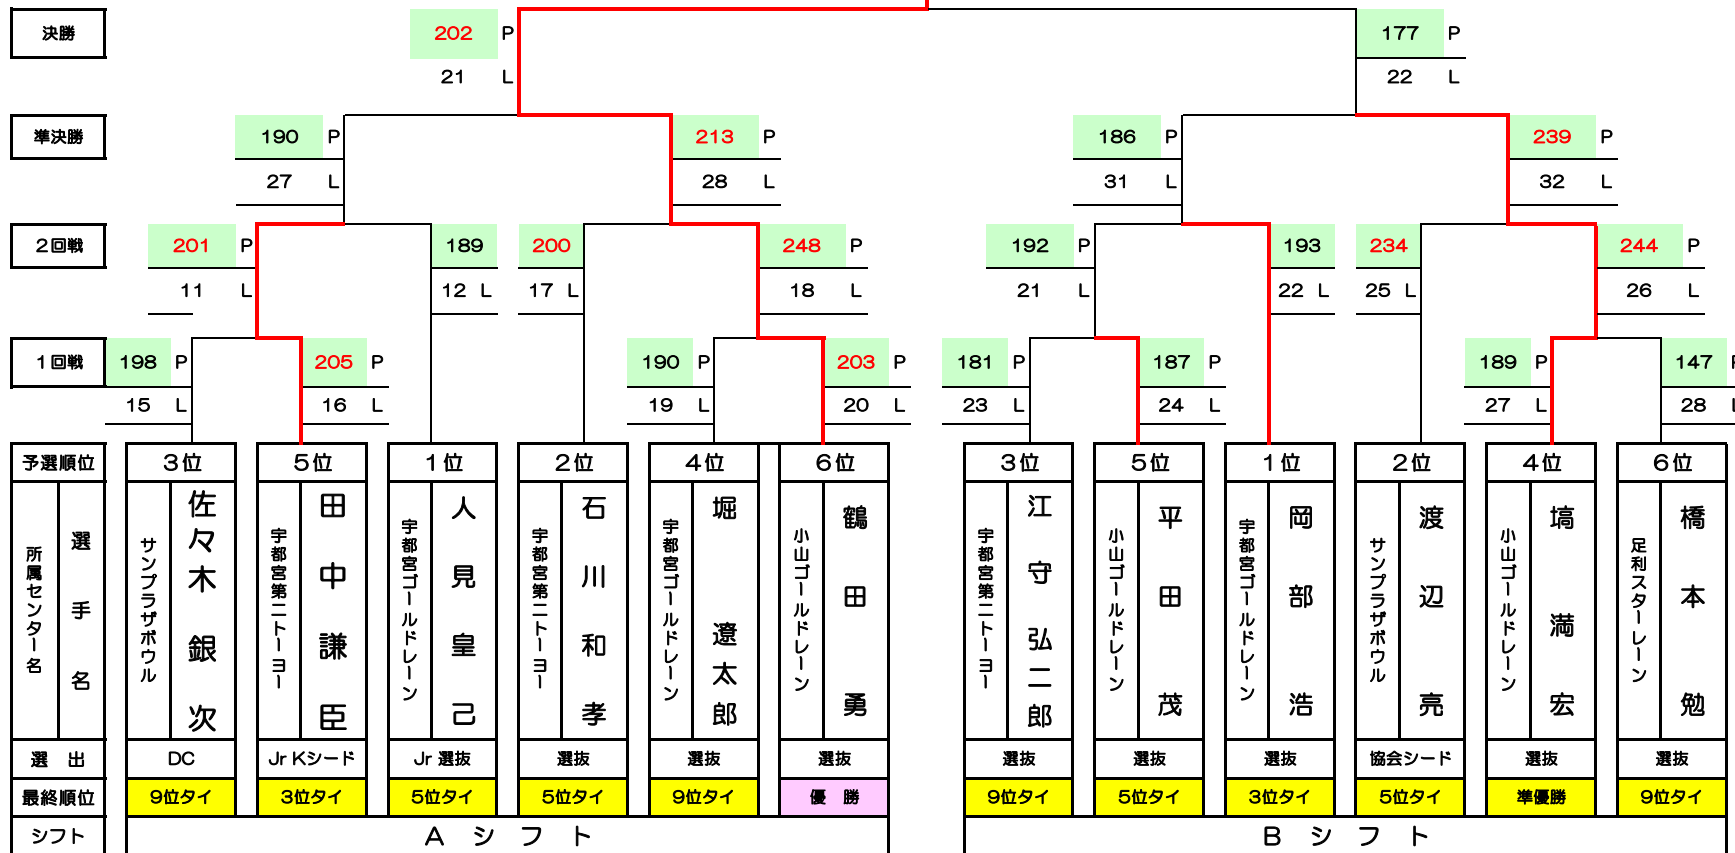 決勝 202 P 177 P
21 L 22 L
準決勝 190 P 213 P 186 P 239 P
27 L 28 L 31 L 32 L
2回戦 201 P 189 200 248 P 192 P 193 234 244 P
11 L 12 L 17 L 18 L 21 L 22 L 25 L 26 L
1回戦 198 P 205 P 190 P 203 P 181 P 187 P 189 P 147 P
15 L 16 L 19 L 20 L 23 L 24 L 27 L 28 L
予選順位 3位 5位 1位 2位 4位 6位 3位 5位 1位 2位 4位 6位
所属センター名
選手名
サンプラザボウル
佐々木銀次
宇都宮第二トーヨー
田中謙臣
宇都宮ゴールドレーン
人見皇己
宇都宮第二トーヨー
石川和孝
宇都宮ゴールドレーン
堀遼太郎
小山ゴールドレーン
鶴田勇
宇都宮第二トーヨー
江守弘二郎
小山ゴールドレーン
平田茂
宇都宮ゴールドレーン
岡部浩
サンプラザボウル
渡辺亮
小山ゴールドレーン
塙満宏
足利スターレーン
橋本勉
選出 DC Jr Kシード Jr 選抜 選抜 選抜 選抜 選抜 選抜 選抜 協会シード 選抜 選抜
最終順位 9位タイ 3位タイ 5位タイ 5位タイ 9位タイ 優勝 9位タイ 5位タイ 3位タイ 5位タイ 準優勝 9位タイ
シフト Aシフト Bシフト